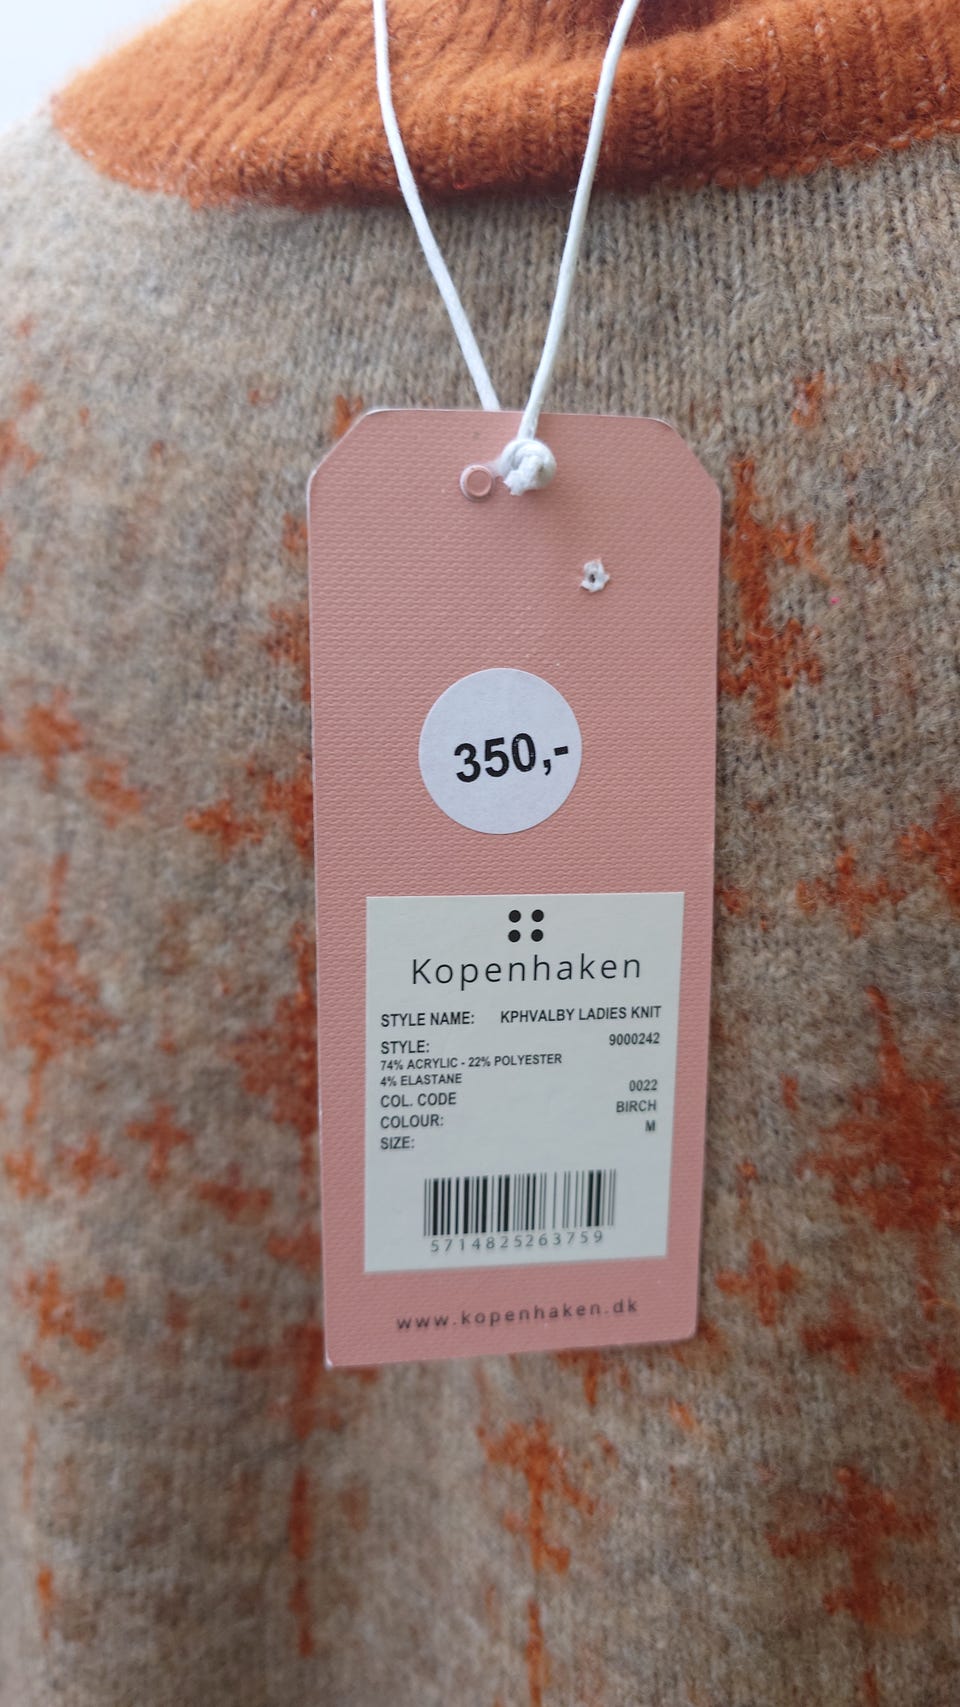 350,-
Kopenhaken
STYLE NAME: KPHVALBY LADIES KNIT
STYLE: 9000242
74% ACRYLIC - 22% POLYESTER
4% ELASTANE
COL. CODE 0022
COLOUR: BIRCH
SIZE: M
5714825263759
www.kopenhaken.dk